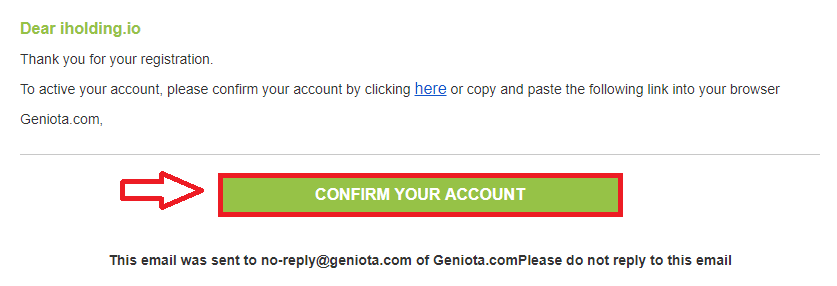 Dear iholding.io
Thank you for your registration.
To active your account, please confirm your account by clicking here or copy and paste the following link into your browser
Geniota.com,
CONFIRM YOUR ACCOUNT
This email was sent to no-reply@geniota.com of Geniota.comPlease do not reply to this email